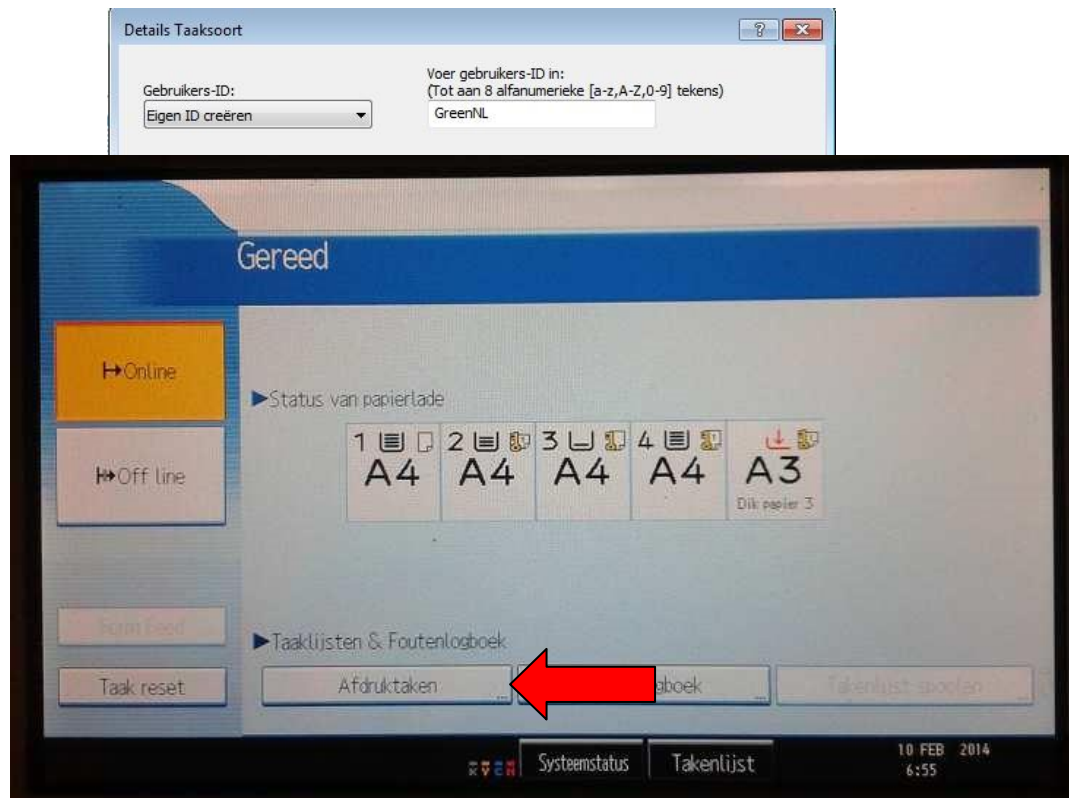 Details Taaksoort
Gebruikers-ID:
Eigen ID creëren
Voer gebruikers-ID in:
(Tot aan 8 alfanumerieke [a-z,A-Z,0-9] tekens)
GreenNL
Gereed
Online
Off line
Status van papierlade
1 2 3 4
A4 A4 A4 A4 A3
Dik papier 3
Form Feed
Taak reset
Taaklijsten & Foutenlogboek
Afdruktaken
Takenlijst spoolen
Systeemstatus
Takenlijst
10 FEB 2014
6:55